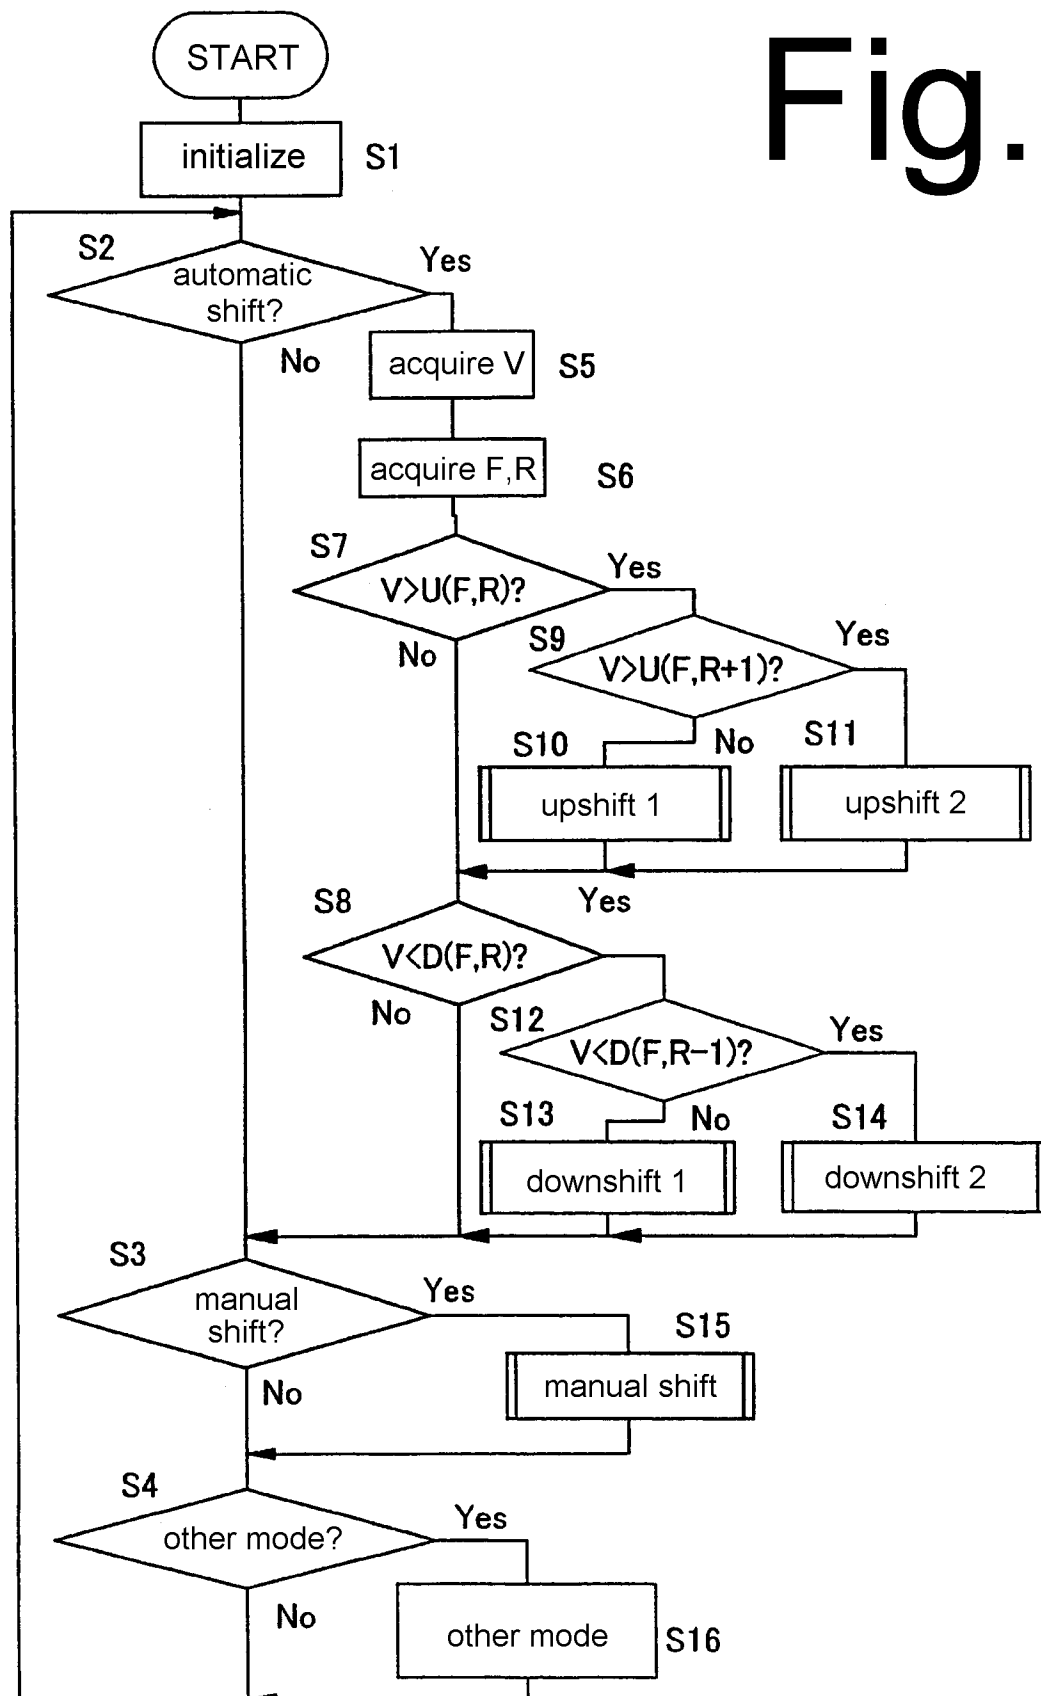 START
Fig.
initialize
S1
S2
automatic
shift?
Yes
No
acquire V
S5
acquire F,R
S6
S7
V>U(F,R)?
Yes
No
S9
V>U(F,R+1)?
Yes
No
S10
upshift 1
S11
upshift 2
S8
V<D(F,R)?
Yes
No
S12
V<D(F,R−1)?
Yes
No
S13
downshift 1
S14
downshift 2
S3
manual
shift?
Yes
No
S15
manual shift
S4
other mode?
Yes
No
other mode
S16